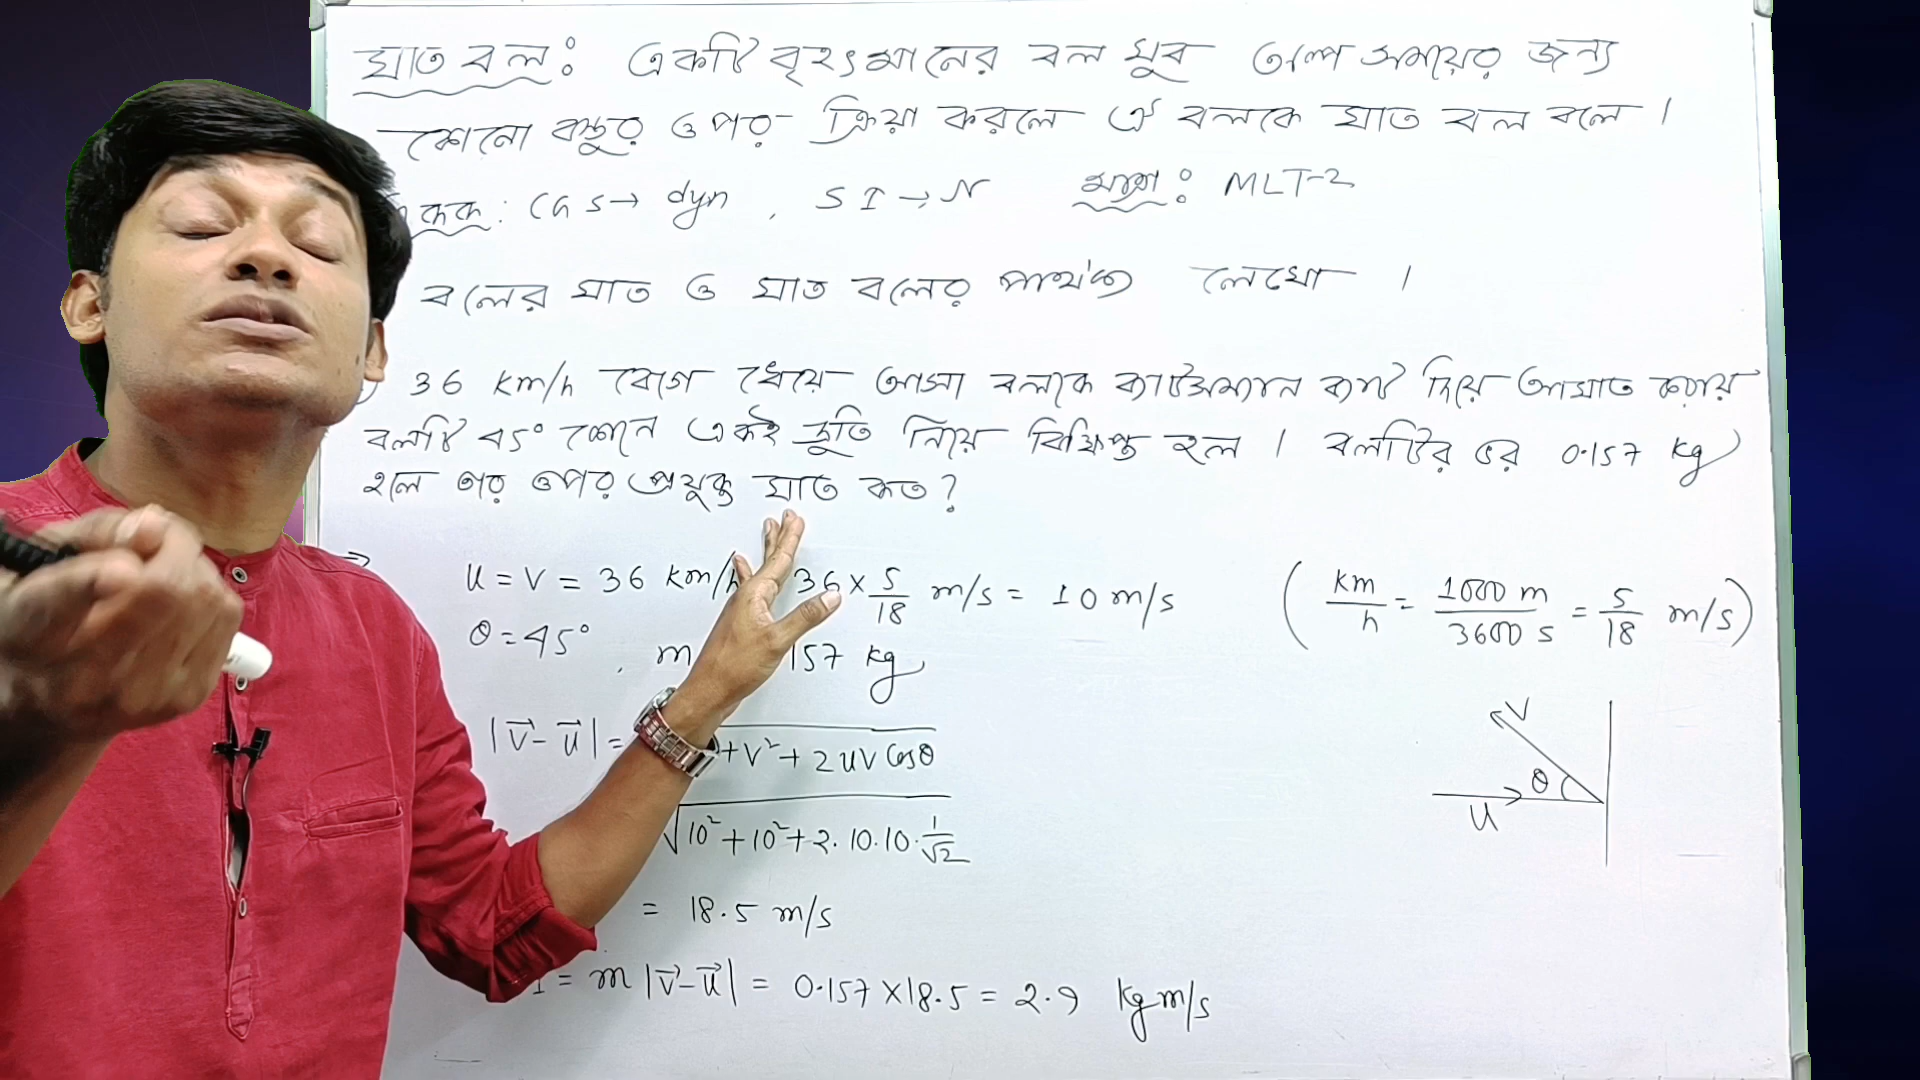 ঘাত বল: একটি বৃহৎমানের বল খুব অল্প সময়ের জন্য
কোনো বস্তুর ওপর ক্রিয়া করলে ঐ বলকে ঘাত বল বলে।
একক: CGS → dyn , SI → N মাত্রা: MLT-2
বলের ঘাত ও ঘাত বলের পার্থক্য লেখো।
36 km/h বেগে ধেয়ে আসা বলকে ব্যাটসম্যান ব্যাট দিয়ে আঘাত করায়
বলটি ৪5° কোনে একই দ্রুতি নিয়ে বিক্ষিপ্ত হল। বলটির ভর 0.157 kg
হলে তার ওপর প্রযুক্ত ঘাত কত?
⇒ u = v = 36 km/h 36 × 5/18 m/s = 10 m/s ( km/h = 1000 m/3600 s = 5/18 m/s )
θ = 45° , m 157 kg
|v⃗ - u⃗| = + v² + 2uv cosθ
√10² + 10² + 2.10.10.1/√2
= 18.5 m/s
I = m |v⃗ - u⃗| = 0.157 × 18.5 = 2.9 kg m/s
v
θ
u